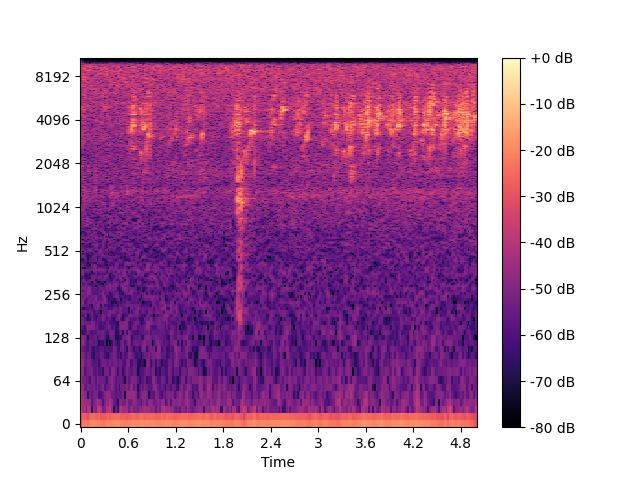 8192
4096
2048
1024
512
256
128
64
0
Hz
0 0.6 1.2 1.8 2.4 3 3.6 4.2 4.8
Time
+0 dB
-10 dB
-20 dB
-30 dB
-40 dB
-50 dB
-60 dB
-70 dB
-80 dB